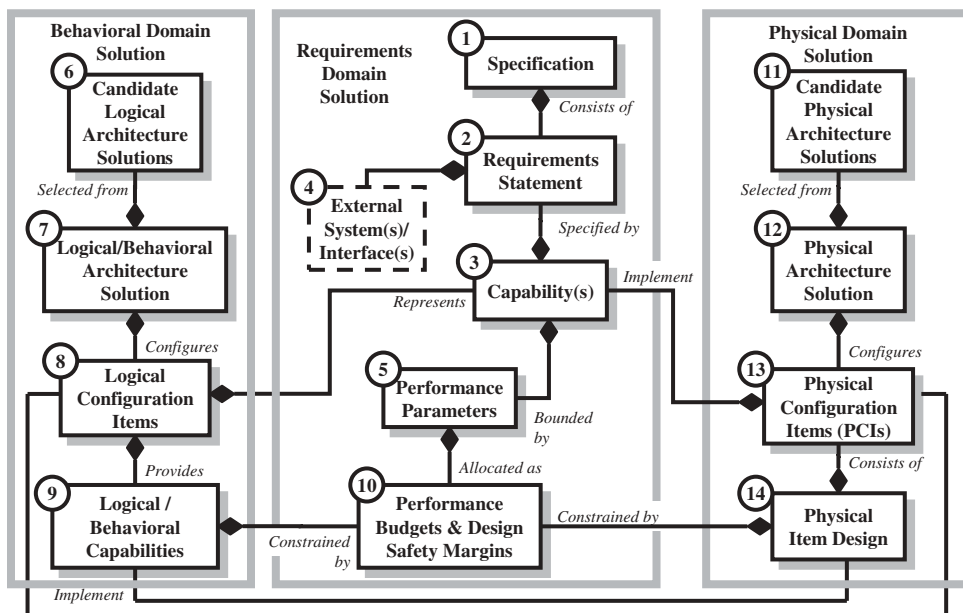 Behavioral Domain
Solution
6
Candidate
Logical
Architecture
Solutions
Selected from
7
Logical/Behavioral
Architecture
Solution
Configures
8
Logical
Configuration
Items
Provides
9
Logical /
Behavioral
Capabilities
Implement
Requirements
Domain
Solution
1
Specification
Consists of
2
Requirements
Statement
4
External
System(s)/
Interface(s)
Specified by
3
Capability(s)
Represents
Implement
5
Performance
Parameters
Bounded
by
Allocated as
10
Performance
Budgets & Design
Safety Margins
Constrained
by
Constrained by
Physical Domain
Solution
11
Candidate
Physical
Architecture
Solutions
Selected from
12
Physical
Architecture
Solution
Configures
13
Physical
Configuration
Items (PCIs)
Consists of
14
Physical
Item Design